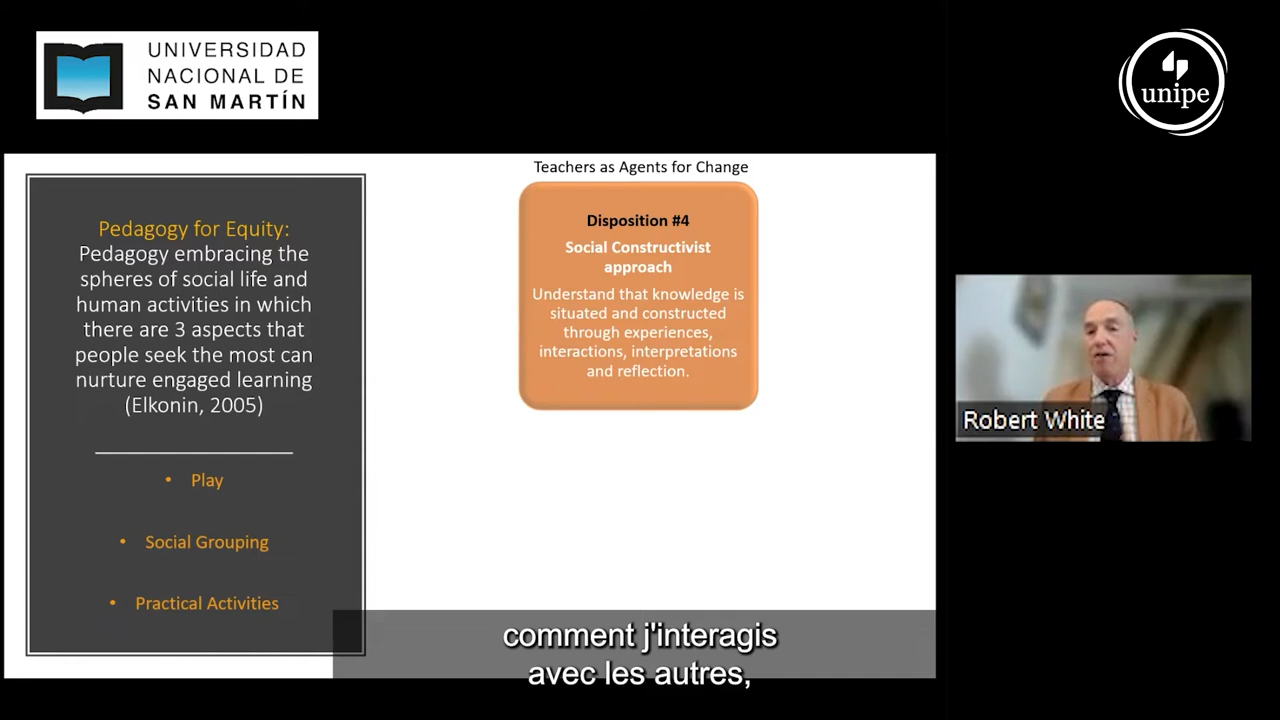 UNIVERSIDAD
NACIONAL DE
SAN MARTÍN
unipe
Teachers as Agents for Change
Pedagogy for Equity:
Pedagogy embracing the
spheres of social life and
human activities in which
there are 3 aspects that
people seek the most can
nurture engaged learning
(Elkonin, 2005)
• Play
• Social Grouping
• Practical Activities
Disposition #4
Social Constructivist
approach
Understand that knowledge is
situated and constructed
through experiences,
interactions, interpretations
and reflection.
Robert White
comment j'interagis
avec les autres,